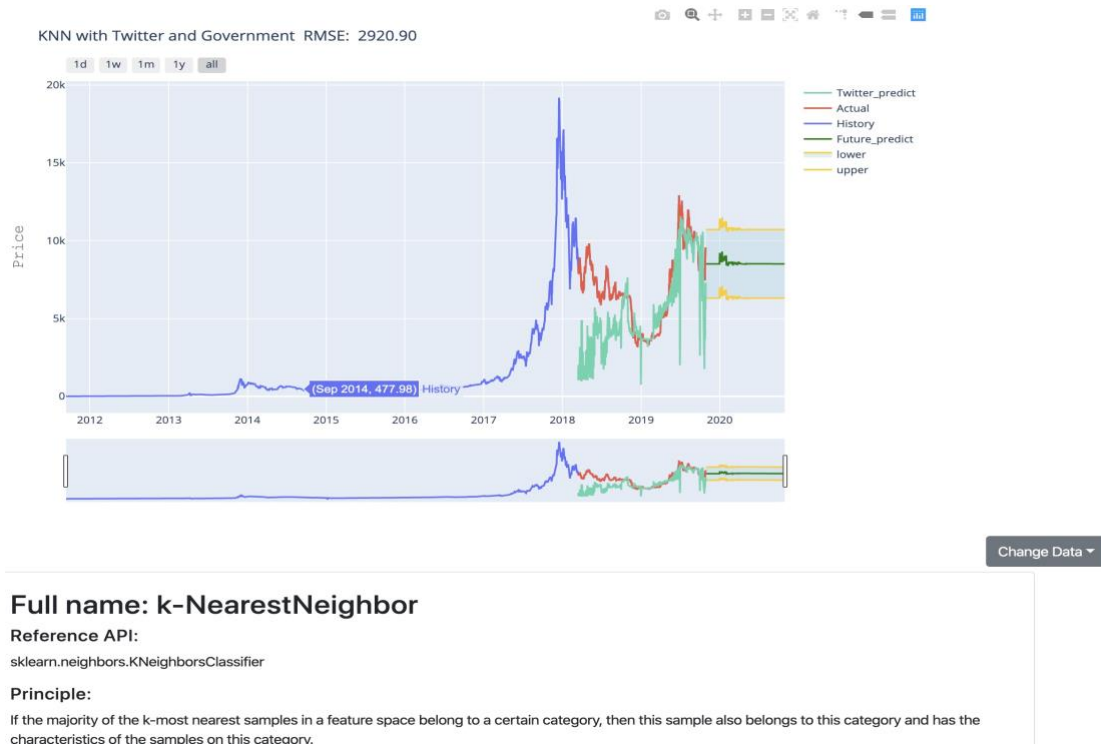 KNN with Twitter and Government RMSE: 2920.90
1d 1w 1m 1y all
20k
15k
10k
5k
0
Price
(Sep 2014, 477.98) History
2012 2013 2014 2015 2016 2017 2018 2019 2020
Twitter_predict
Actual
History
Future_predict
lower
upper
Change Data
Full name: k-NearestNeighbor
Reference API:
sklearn.neighbors.KNeighborsClassifier
Principle:
If the majority of the k-most nearest samples in a feature space belong to a certain category, then this sample also belongs to this category and has the
characteristics of the samples on this category.